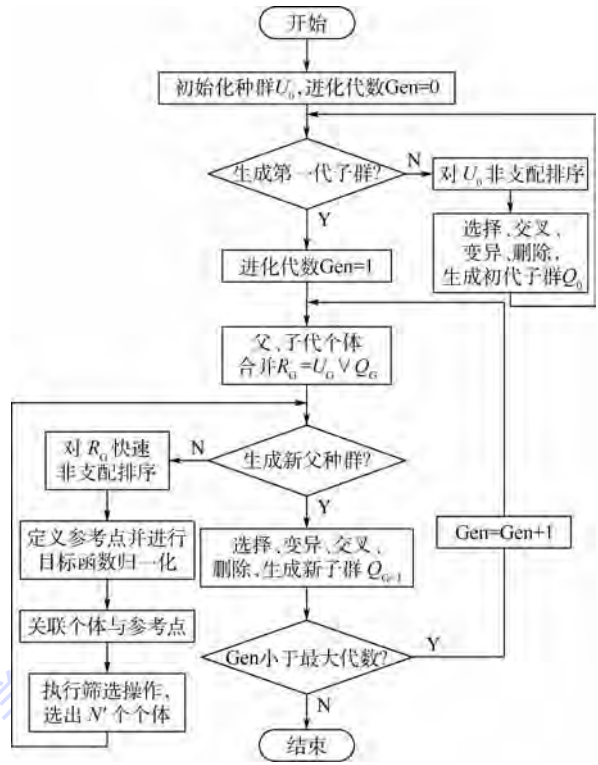 开始
初始化种群U₀,进化代数Gen=0
生成第一代子群?
N
Y
对U₀非支配排序
选择、交叉、
变异、删除,
生成初代子群Q₀
进化代数Gen=1
父、子代个体
合并R_G=U_G∨Q_G
生成新父种群?
N
Y
对R_G快速
非支配排序
定义参考点并进行
目标函数归一化
关联个体与参考点
执行筛选操作、
选出N′个个体
选择、变异、交叉、
删除,生成新子群Q_{G+1}
Gen=Gen+1
Gen小于最大代数?
Y
N
结束